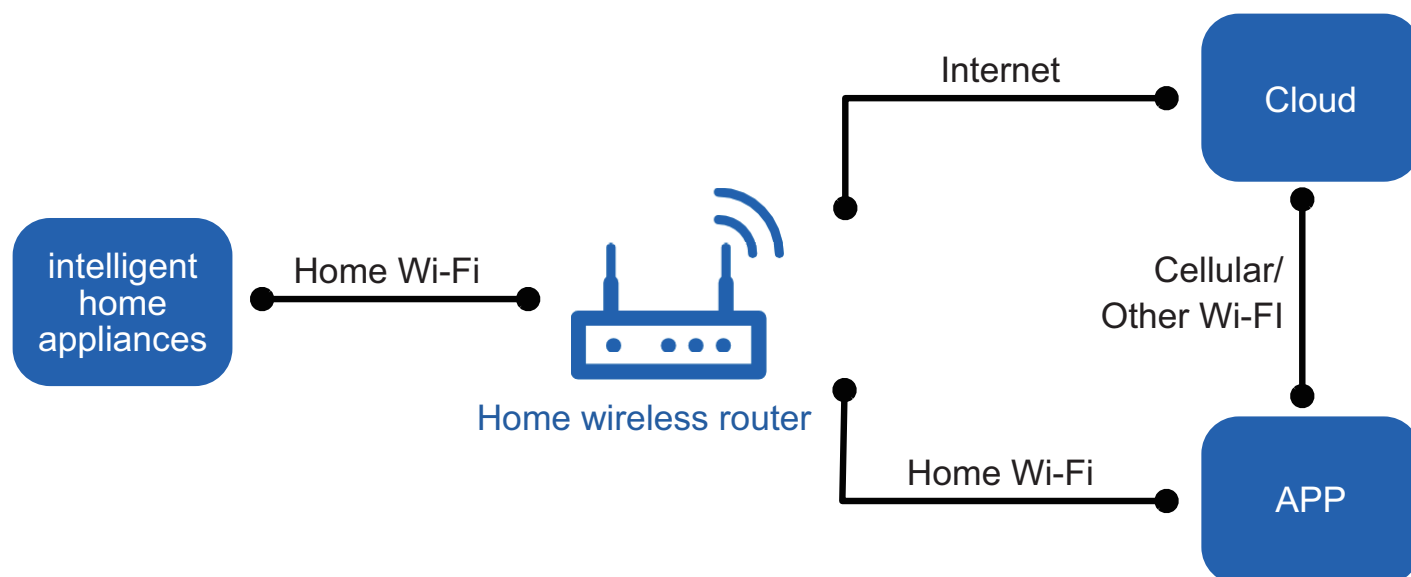 Internet
Cloud
intelligent
home
appliances
Home Wi-Fi
Cellular/
Other Wi-FI
Home wireless router
Home Wi-Fi
APP